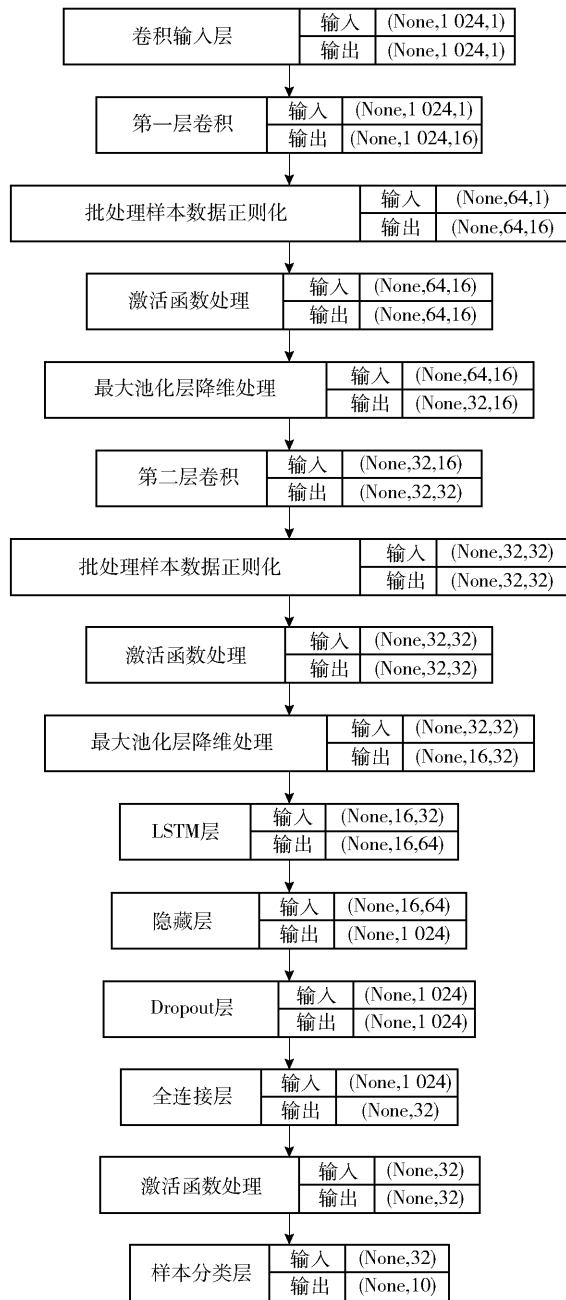 卷积输入层 输入 (None,1 024,1)
输出 (None,1 024,1)
第一层卷积 输入 (None,1 024,1)
输出 (None,1 024,16)
批处理样本数据正则化 输入 (None,64,1)
输出 (None,64,16)
激活函数处理 输入 (None,64,16)
输出 (None,64,16)
最大池化层降维处理 输入 (None,64,16)
输出 (None,32,16)
第二层卷积 输入 (None,32,16)
输出 (None,32,32)
批处理样本数据正则化 输入 (None,32,32)
输出 (None,32,32)
激活函数处理 输入 (None,32,32)
输出 (None,32,32)
最大池化层降维处理 输入 (None,32,32)
输出 (None,16,32)
LSTM层 输入 (None,16,32)
输出 (None,16,64)
隐藏层 输入 (None,16,64)
输出 (None,1 024)
Dropout层 输入 (None,1 024)
输出 (None,1 024)
全连接层 输入 (None,1 024)
输出 (None,32)
激活函数处理 输入 (None,32)
输出 (None,32)
样本分类层 输入 (None,32)
输出 (None,10)